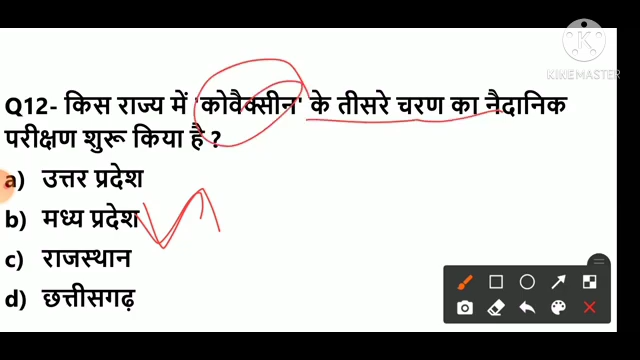 KINEMASTER
Q12- किस राज्य में 'कोवैक्सीन' के तीसरे चरण का नैदानिक
परीक्षण शुरू किया है ?
a) उत्तर प्रदेश
b) मध्य प्रदेश
c) राजस्थान
d) छत्तीसगढ़